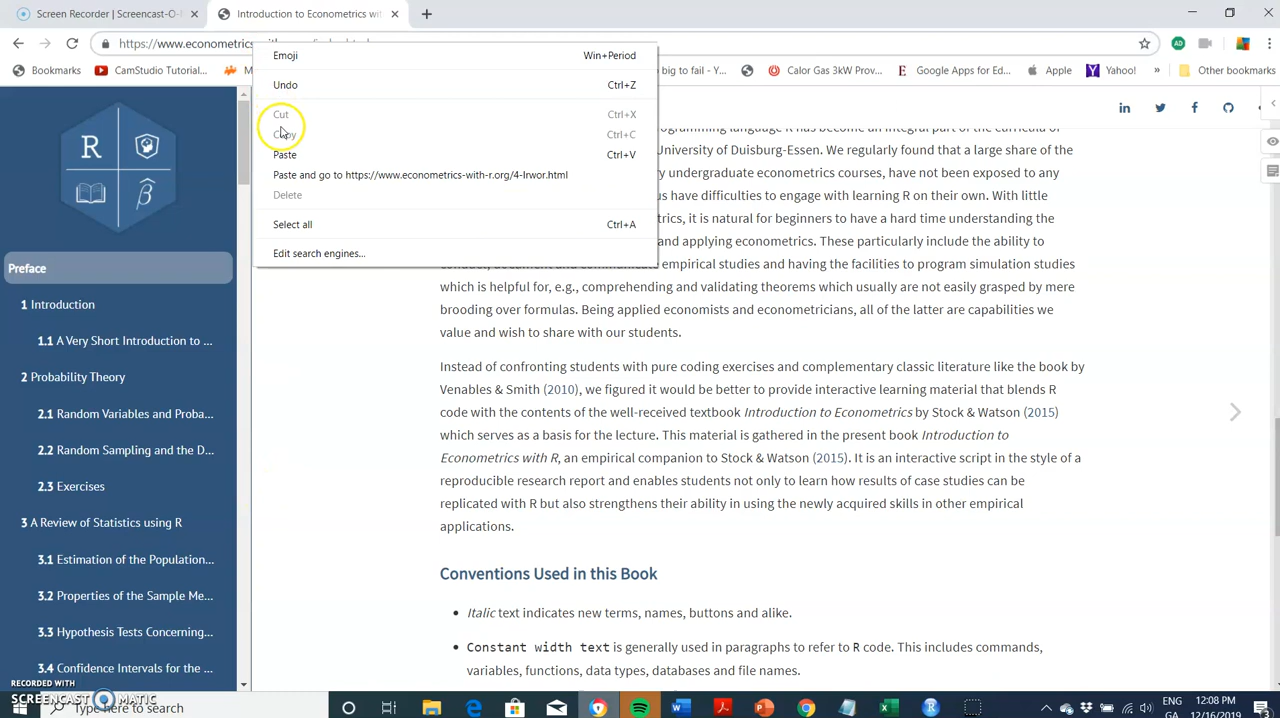 Screen Recorder | Screencast-O-
Introduction to Econometrics wit
https://www.econometrics
Bookmarks
CamStudio Tutorial...
M
big to fail - Y...
Calor Gas 3kW Prov...
Google Apps for Ed...
Apple
Yahoo!
»
Other bookmarks
Emoji Win+Period
Undo Ctrl+Z
Cut Ctrl+X
Copy Ctrl+C
Paste Ctrl+V
Paste and go to https://www.econometrics-with-r.org/4-lrwor.html
Delete
Select all Ctrl+A
Edit search engines...
R
β̂
Preface
1 Introduction
1.1 A Very Short Introduction to ...
2 Probability Theory
2.1 Random Variables and Proba...
2.2 Random Sampling and the D...
2.3 Exercises
3 A Review of Statistics using R
3.1 Estimation of the Population...
3.2 Properties of the Sample Me...
3.3 Hypothesis Tests Concerning...
3.4 Confidence Intervals for the ...
programming language R has become an integral part of the curricula of
University of Duisburg-Essen. We regularly found that a large share of the
undergraduate econometrics courses, have not been exposed to any
us have difficulties to engage with learning R on their own. With little
metrics, it is natural for beginners to have a hard time understanding the
and applying econometrics. These particularly include the ability to
conduct, document and communicate empirical studies and having the facilities to program simulation studies
which is helpful for, e.g., comprehending and validating theorems which usually are not easily grasped by mere
brooding over formulas. Being applied economists and econometricians, all of the latter are capabilities we
value and wish to share with our students.
Instead of confronting students with pure coding exercises and complementary classic literature like the book by
Venables & Smith (2010), we figured it would be better to provide interactive learning material that blends R
code with the contents of the well-received textbook Introduction to Econometrics by Stock & Watson (2015)
which serves as a basis for the lecture. This material is gathered in the present book Introduction to
Econometrics with R, an empirical companion to Stock & Watson (2015). It is an interactive script in the style of a
reproducible research report and enables students not only to learn how results of case studies can be
replicated with R but also strengthens their ability in using the newly acquired skills in other empirical
applications.
Conventions Used in this Book
• Italic text indicates new terms, names, buttons and alike.
• Constant width text is generally used in paragraphs to refer to R code. This includes commands,
variables, functions, data types, databases and file names.
RECORDED WITH
SCREENCAST MATIC
Type here to search
ENG
GA
12:08 PM
12/16/2019